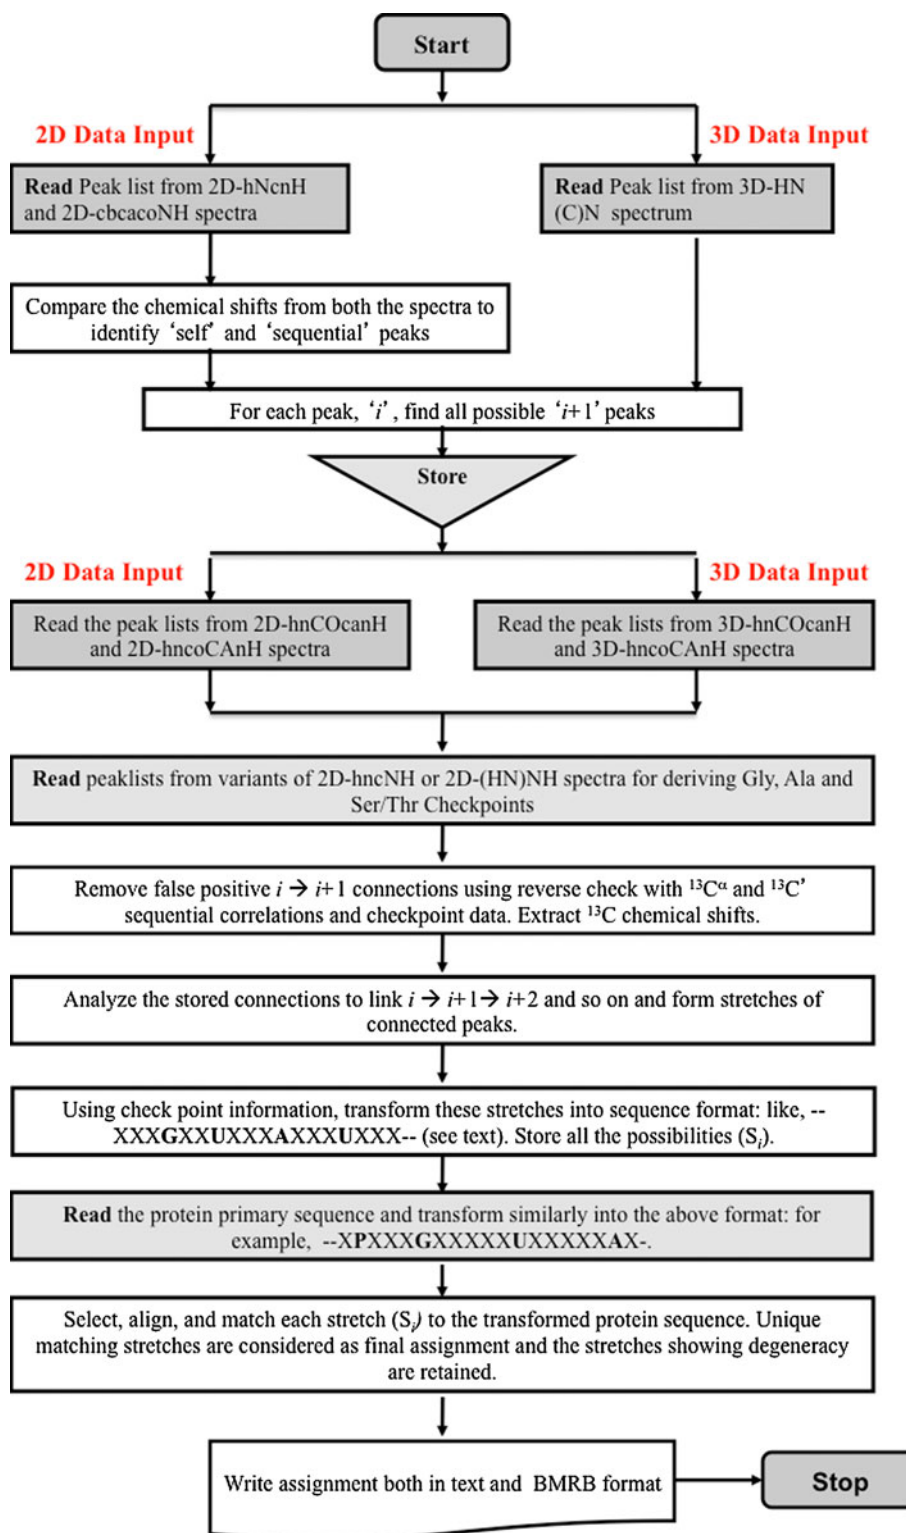 Start
2D Data Input
3D Data Input
Read Peak list from 2D-hNcnH
and 2D-cbcacoNH spectra
Read Peak list from 3D-HN
(C)N spectrum
Compare the chemical shifts from both the spectra to
identify ‘self’ and ‘sequential’ peaks
For each peak, ‘i’, find all possible ‘i+1’ peaks
Store
2D Data Input
3D Data Input
Read the peak lists from 2D-hnCOcanH
and 2D-hncoCAnH spectra
Read the peak lists from 3D-hnCOcanH
and 3D-hncoCAnH spectra
Read peaklists from variants of 2D-hncNH or 2D-(HN)NH spectra for deriving Gly, Ala and
Ser/Thr Checkpoints
Remove false positive i → i+1 connections using reverse check with ¹³Cᵅ and ¹³C’
sequential correlations and checkpoint data. Extract ¹³C chemical shifts.
Analyze the stored connections to link i → i+1→ i+2 and so on and form stretches of
connected peaks.
Using check point information, transform these stretches into sequence format: like, --
XXXGXXUXXXAXXXUXXX-- (see text). Store all the possibilities (Sᵢ).
Read the protein primary sequence and transform similarly into the above format: for
example, --XPXXXGXXXXXUXXXXXAX-.
Select, align, and match each stretch (Sᵢ) to the transformed protein sequence. Unique
matching stretches are considered as final assignment and the stretches showing degeneracy
are retained.
Write assignment both in text and BMRB format
Stop